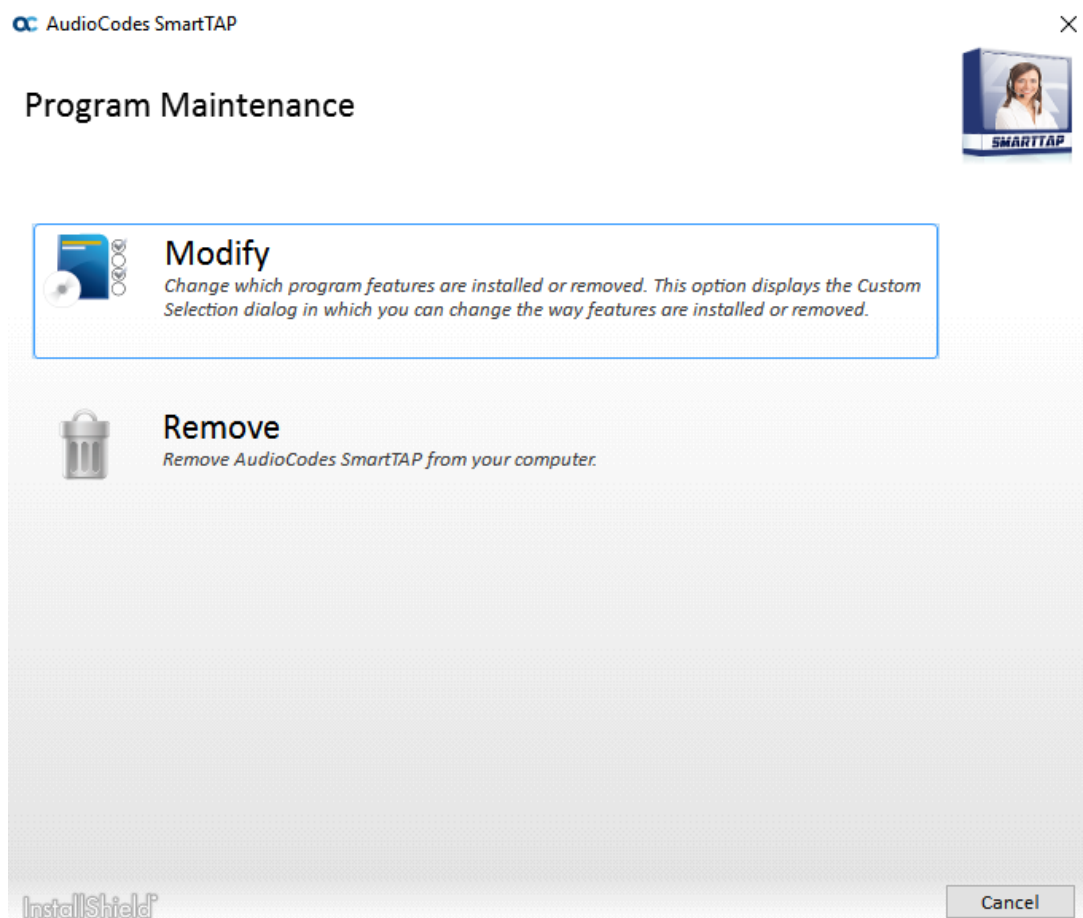 AudioCodes SmartTAP
Program Maintenance
SMARTTAP
Modify
Change which program features are installed or removed. This option displays the Custom
Selection dialog in which you can change the way features are installed or removed.
Remove
Remove AudioCodes SmartTAP from your computer.
InstallShield
Cancel